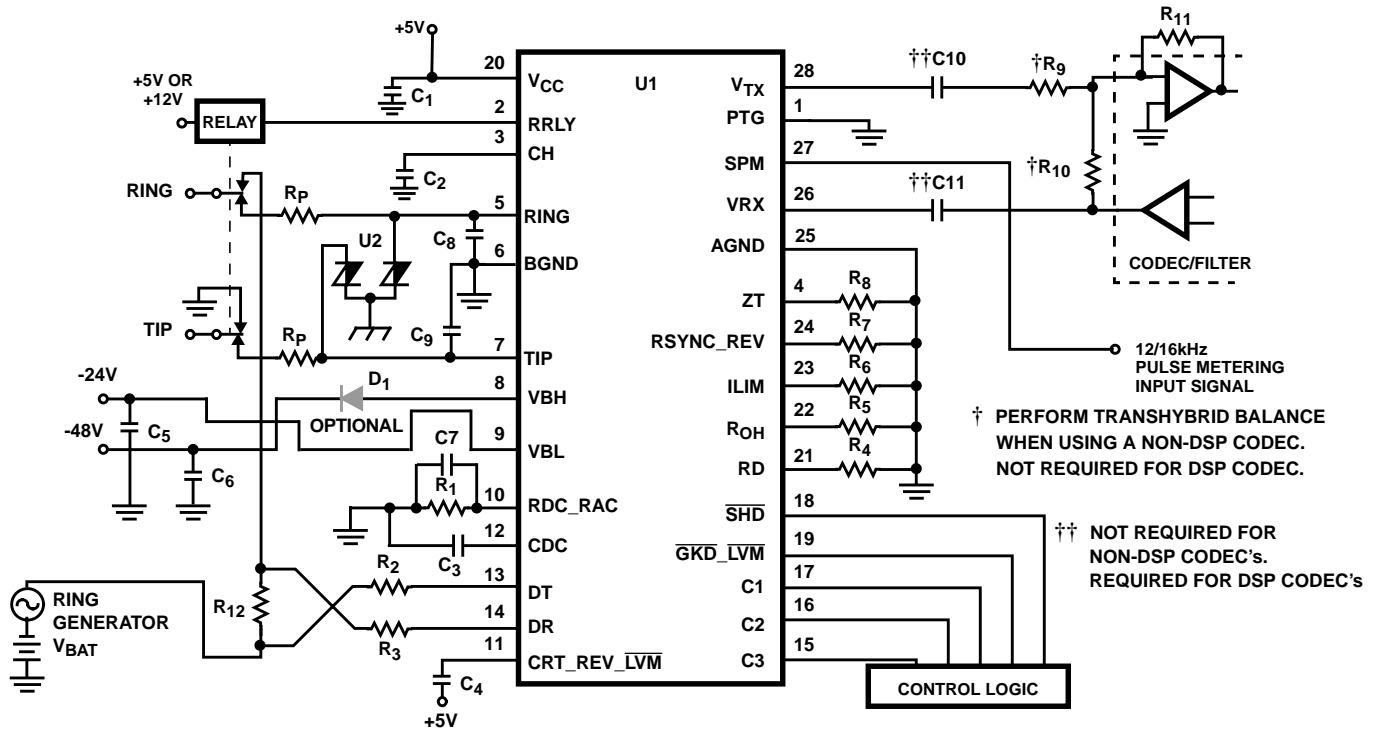 +5V
20
VCC
C1
+5V OR
+12V
RELAY
2
RRLY
3
CH
C2
RING
RP
5
RING
U2
C8
6
BGND
TIP
RP
C9
7
TIP
-24V
D1
8
VBH
OPTIONAL
-48V
C5
9
VBL
C6
C7
R1
10
RDC_RAC
12
CDC
C3
R2
13
DT
RING
GENERATOR
VBAT
R12
14
DR
R3
11
CRT_REV_LVM
C4
+5V
U1
28
VTX
††C10
†R9
R11
1
PTG
27
SPM
†R10
26
VRX
††C11
25
AGND
CODEC/FILTER
4
ZT
R8
24
RSYNC_REV
R7
12/16kHz
PULSE METERING
INPUT SIGNAL
23
ILIM
R6
22
ROH
R5
21
RD
R4
† PERFORM TRANSHYBRID BALANCE
WHEN USING A NON-DSP CODEC.
NOT REQUIRED FOR DSP CODEC.
18
SHD
19
GKD_LVM
17
C1
16
C2
15
C3
CONTROL LOGIC
†† NOT REQUIRED FOR
NON-DSP CODEC's.
REQUIRED FOR DSP CODEC's